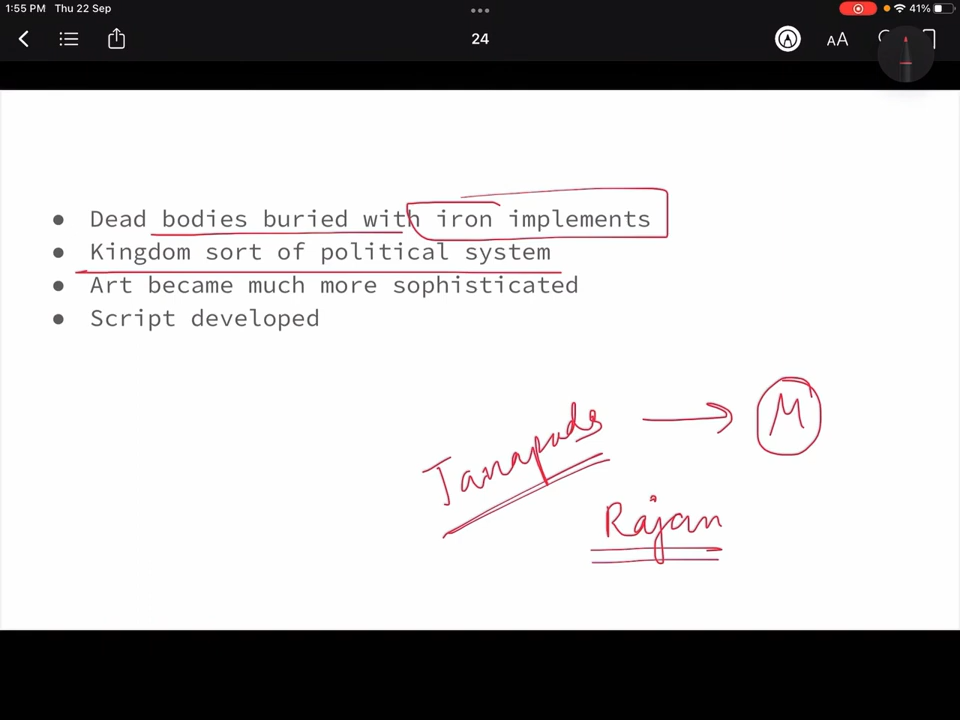 1:55 PM Thu 22 Sep
41%
24
AA
● Dead bodies buried with iron implements
● Kingdom sort of political system
● Art became much more sophisticated
● Script developed
Janapads → M
Rajan